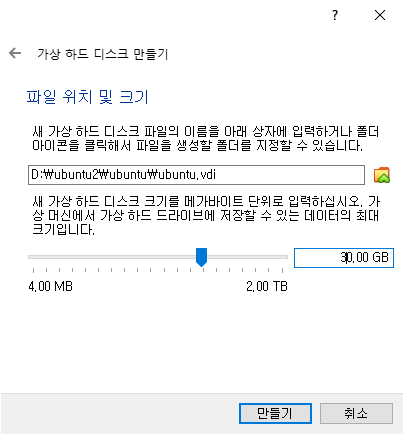 ?
가상 하드 디스크 만들기
파일 위치 및 크기
새 가상 하드 디스크 파일의 이름을 아래 상자에 입력하거나 폴더
아이콘을 클릭해서 파일을 생성할 폴더를 지정할 수 있습니다.
D:₩ubuntu2₩ubuntu₩ubuntu.vdi
새 가상 하드 디스크 크기를 메가바이트 단위로 입력하십시오. 가
상 머신에서 가상 하드 드라이브에 저장할 수 있는 데이터의 최대
크기입니다.
30.00 GB
4.00 MB 2.00 TB
만들기 취소